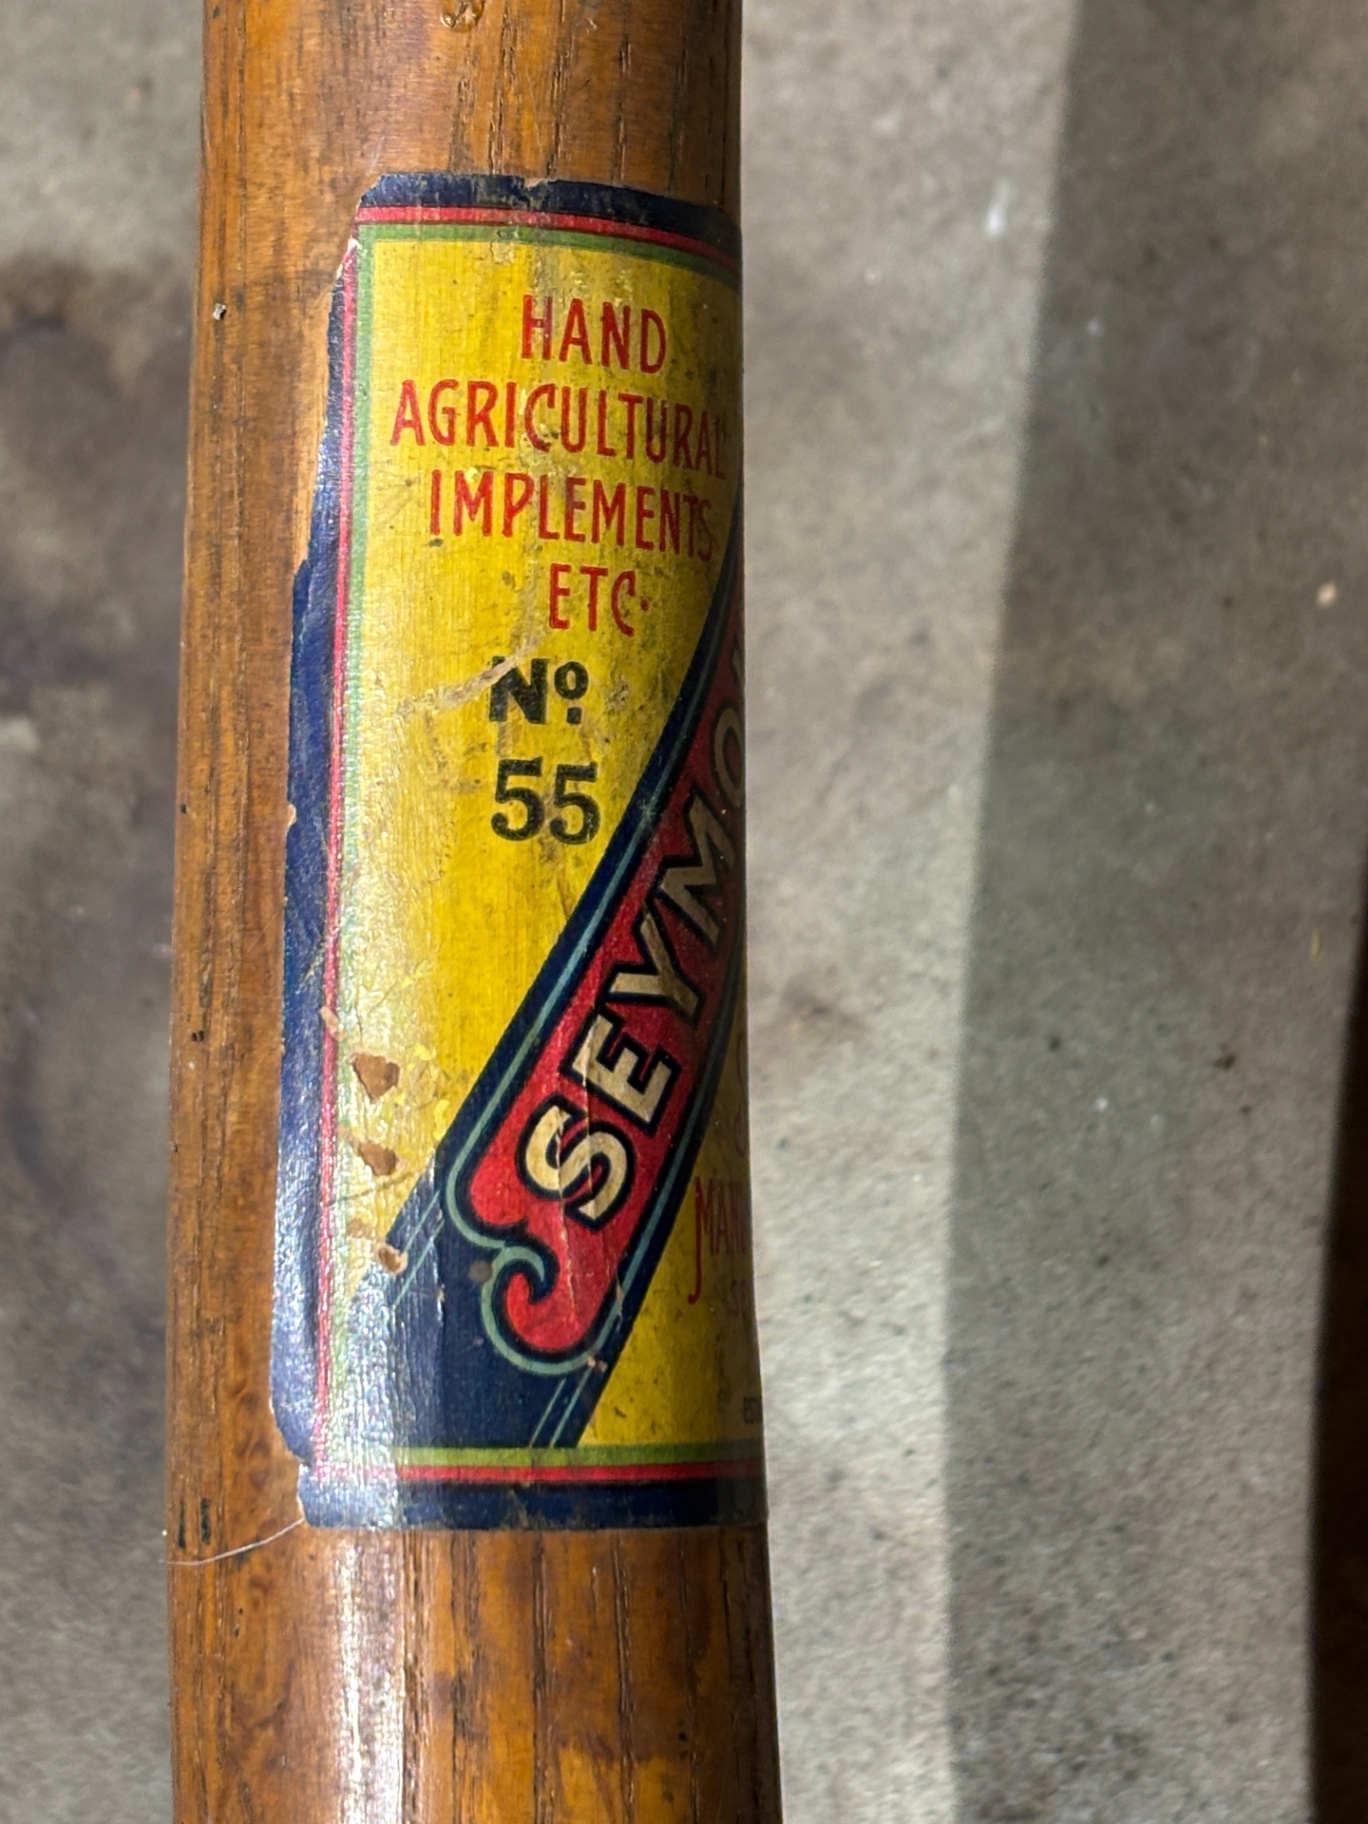 HAND
AGRICULTURAL
IMPLEMENTS
ETC.
Nº
55
SEYMO